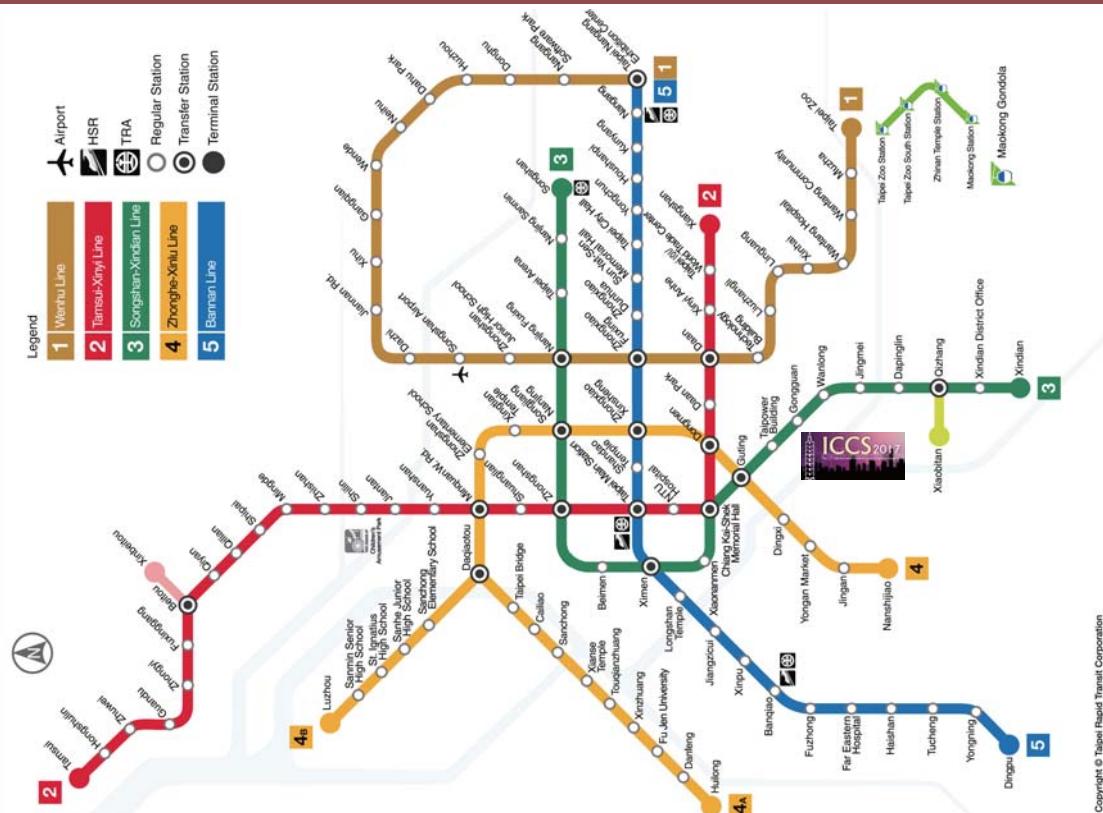 Legend
1 Wenhu Line
2 Tamsui-Xinyi Line
3 Songshan-Xindian Line
4 Zhonghe-Xinlu Line
5 Bannan Line
Airport
HSR
TRA
Regular Station
Transfer Station
Terminal Station
N
2
Tamsui
Hongshulin
Zhuwei
Guandu
Zhongyi
Fuxinggang
Beitou
Xinbeitou
Qiyan
Qilian
Shipai
Mingde
Zhishan
Shilin
Jiantan
Yuanshan
Minquan W. Rd.
Shuanglian
Zhongshan
Taipei Main Station
NTU
Hospital
Chiang Kai-Shek
Memorial Hall
Dongmen
Daan Park
Daan
Xinyi Anhe
Taipei 101/
World Trade Center
Xiangshan
2
Children's
Amusement Park
4B
Luzhou
Sanmin Senior
High School
St. Ignatius
High School
Sanhe Junior
High School
Sanchong
Elementary School
Daqiaotou
Taipei Bridge
Cailiao
Sanchong
Xianse
Temple
Touqianzhuang
Xinzhuang
Fu Jen University
Danfeng
Huilong
4A
Zhongshan
Elementary School
Xingtian
Temple
Songjiang
Nanjing
Zhongxiao
Xinsheng
Guting
Dingxi
Yongan Market
Jingan
Nanshijiao
4
3
Songshan
Nanjing Sanmin
Taipei Arena
Nanjing Fuxing
Beimen
Ximen
Xiaonanmen
Taipower
Building
Gongguan
Wanlong
Jingmei
Dapinglin
Qizhang
Xiaobitan
Xindian District Office
Xindian
3
1
5
Taipei Nangang
Exhibition Center
Nangang
Software Park
Donghu
Huzhou
Dahu Park
Neihu
Wende
Gangqian
Xihu
Jiannan Rd.
Dazhi
Songshan Airport
Zhongshan
Junior High School
Zhongxiao
Fuxing
Technology
Building
Liuzhangli
Linguang
Xinhai
Wanfang Hospital
Wanfang Community
Muzha
Taipei Zoo
1
Nangang
Kunyang
Houshanpi
Yongchun
Taipei City Hall
Sun Yat-Sen
Memorial Hall
Zhongxiao
Dunhua
Shandao
Temple
Longshan
Temple
Jiangzicui
Xinpu
Banqiao
Fuzhong
Far Eastern
Hospital
Haishan
Tucheng
Yongning
Dingpu
5
Taipei Zoo Station
Taipei Zoo South Station
Zhinan Temple Station
Maokong Station
Maokong Gondola
ICCS 2017
Copyright © Taipei Rapid Transit Corporation